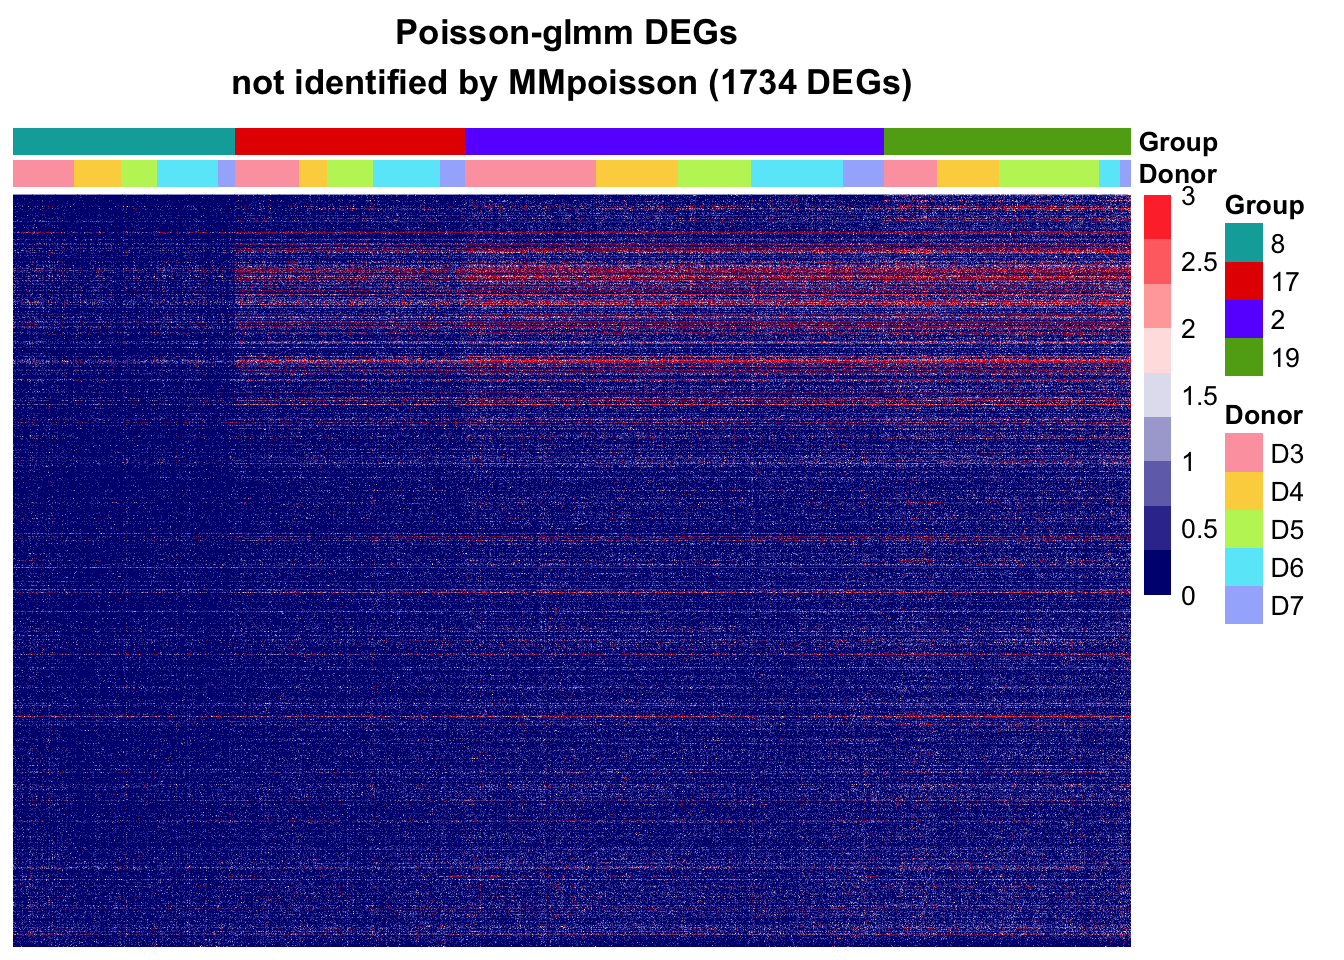 Poisson-glmm DEGs
not identified by MMpoisson (1734 DEGs)
Group
Donor
3
2.5
2
1.5
1
0.5
0
Group
8
17
2
19
Donor
D3
D4
D5
D6
D7